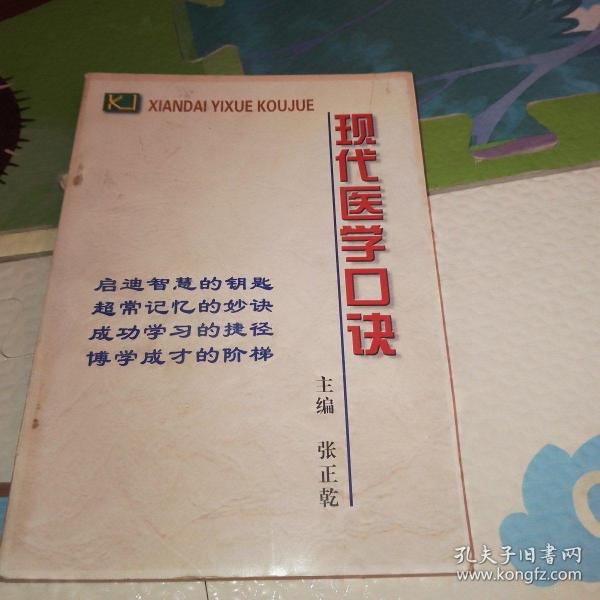 KJ
XIANDAI YIXUE KOUJUE
现代医学口诀
启迪智慧的钥匙
超常记忆的妙诀
成功学习的捷径
博学成才的阶梯
主编 张正乾
孔夫子旧书网
www.kongfz.com